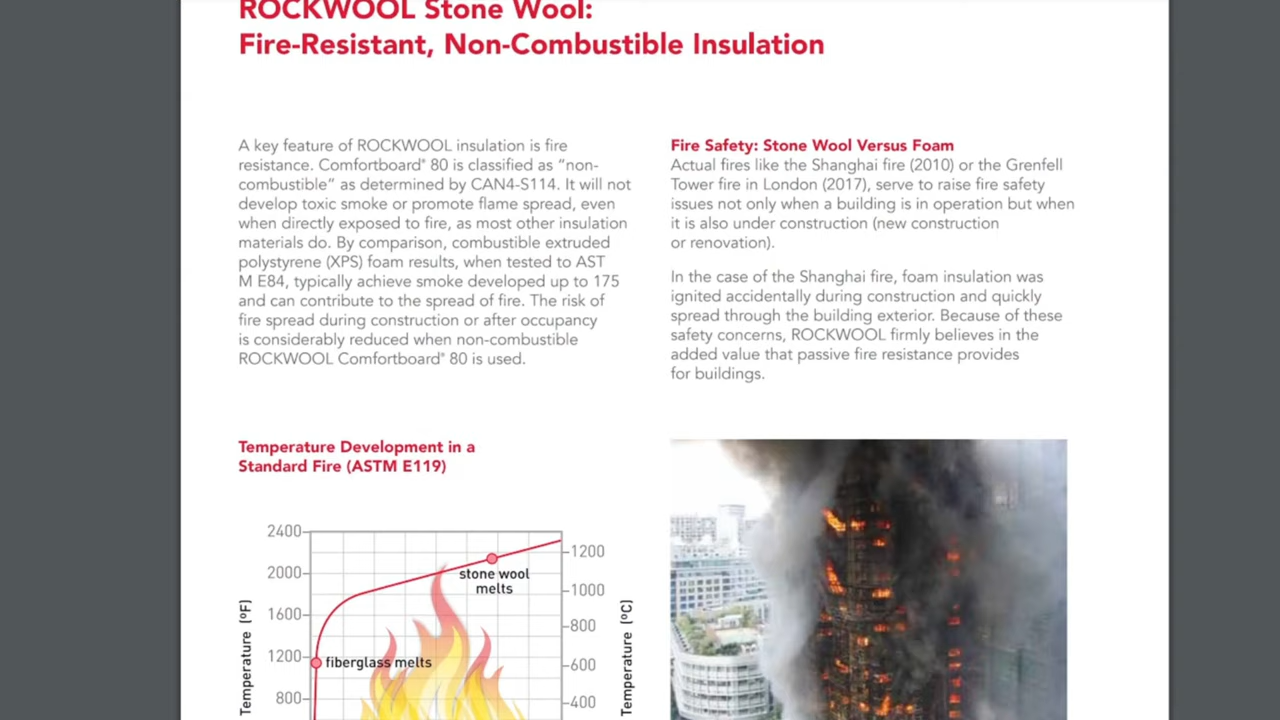 ROCKWOOL Stone Wool:
Fire-Resistant, Non-Combustible Insulation
A key feature of ROCKWOOL insulation is fire
resistance. Comfortboard® 80 is classified as “non-
combustible” as determined by CAN4-S114. It will not
develop toxic smoke or promote flame spread, even
when directly exposed to fire, as most other insulation
materials do. By comparison, combustible extruded
polystyrene (XPS) foam results, when tested to AST
M E84, typically achieve smoke developed up to 175
and can contribute to the spread of fire. The risk of
fire spread during construction or after occupancy
is considerably reduced when non-combustible
ROCKWOOL Comfortboard® 80 is used.
Fire Safety: Stone Wool Versus Foam
Actual fires like the Shanghai fire (2010) or the Grenfell
Tower fire in London (2017), serve to raise fire safety
issues not only when a building is in operation but when
it is also under construction (new construction
or renovation).
In the case of the Shanghai fire, foam insulation was
ignited accidentally during construction and quickly
spread through the building exterior. Because of these
safety concerns, ROCKWOOL firmly believes in the
added value that passive fire resistance provides
for buildings.
Temperature Development in a
Standard Fire (ASTM E119)
2400
2000
1600
1200
800
Temperature (ºF)
stone wool
melts
fiberglass melts
1200
1000
800
600
400
Temperature (ºC)